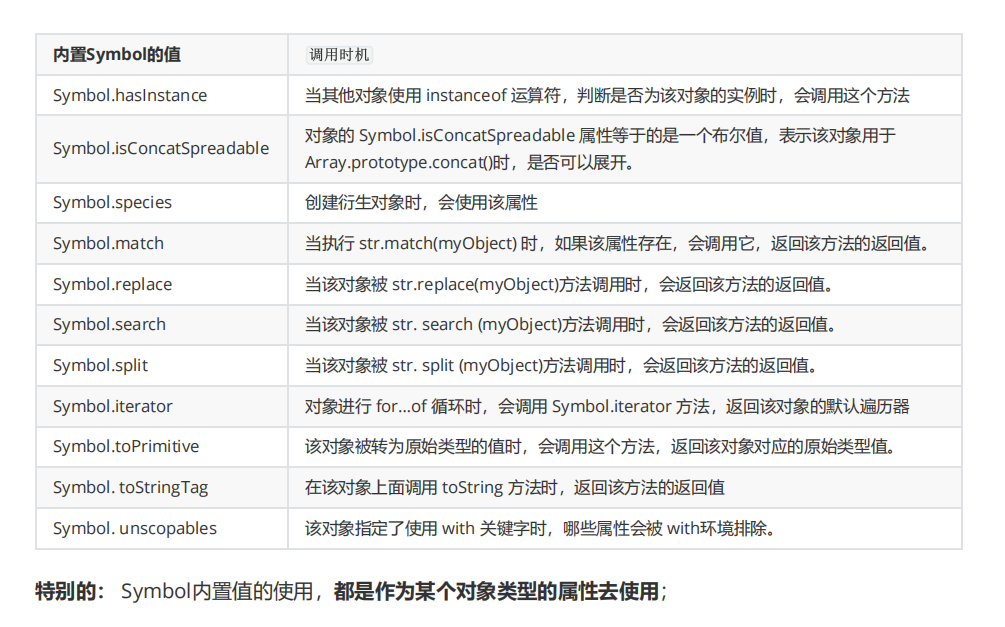 内置Symbol的值 调用时机
Symbol.hasInstance 当其他对象使用 instanceof 运算符，判断是否为该对象的实例时，会调用这个方法
Symbol.isConcatSpreadable 对象的 Symbol.isConcatSpreadable 属性等于的是一个布尔值，表示该对象用于
Array.prototype.concat()时，是否可以展开。
Symbol.species 创建衍生对象时，会使用该属性
Symbol.match 当执行 str.match(myObject) 时，如果该属性存在，会调用它，返回该方法的返回值。
Symbol.replace 当该对象被 str.replace(myObject)方法调用时，会返回该方法的返回值。
Symbol.search 当该对象被 str. search (myObject)方法调用时，会返回该方法的返回值。
Symbol.split 当该对象被 str. split (myObject)方法调用时，会返回该方法的返回值。
Symbol.iterator 对象进行 for...of 循环时，会调用 Symbol.iterator 方法，返回该对象的默认遍历器
Symbol.toPrimitive 该对象被转为原始类型的值时，会调用这个方法，返回该对象对应的原始类型值。
Symbol. toStringTag 在该对象上面调用 toString 方法时，返回该方法的返回值
Symbol. unscopables 该对象指定了使用 with 关键字时，哪些属性会被 with环境排除。
特别的： Symbol内置值的使用，都是作为某个对象类型的属性去使用；